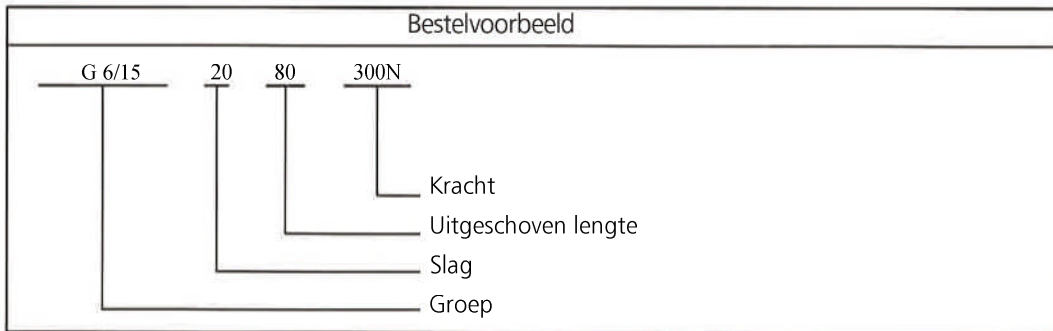 Bestelvoorbeeld
G 6/15 20 80 300N
Kracht
Uitgeschoven lengte
Slag
Groep